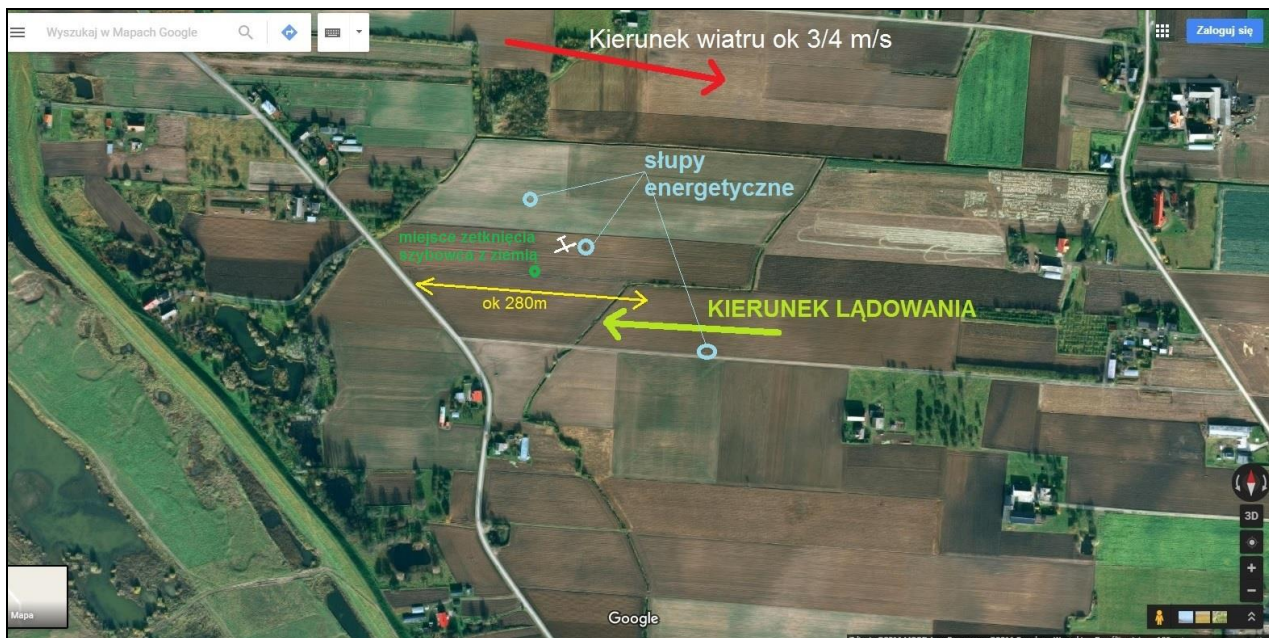 Wyszukaj w Mapach Google
Kierunek wiatru ok 3/4 m/s
Zaloguj się
słupy
energetyczne
miejsce zetknięcia
szybowca z ziemią
ok 280m
KIERUNEK LĄDOWANIA
3D
Mapa
Google